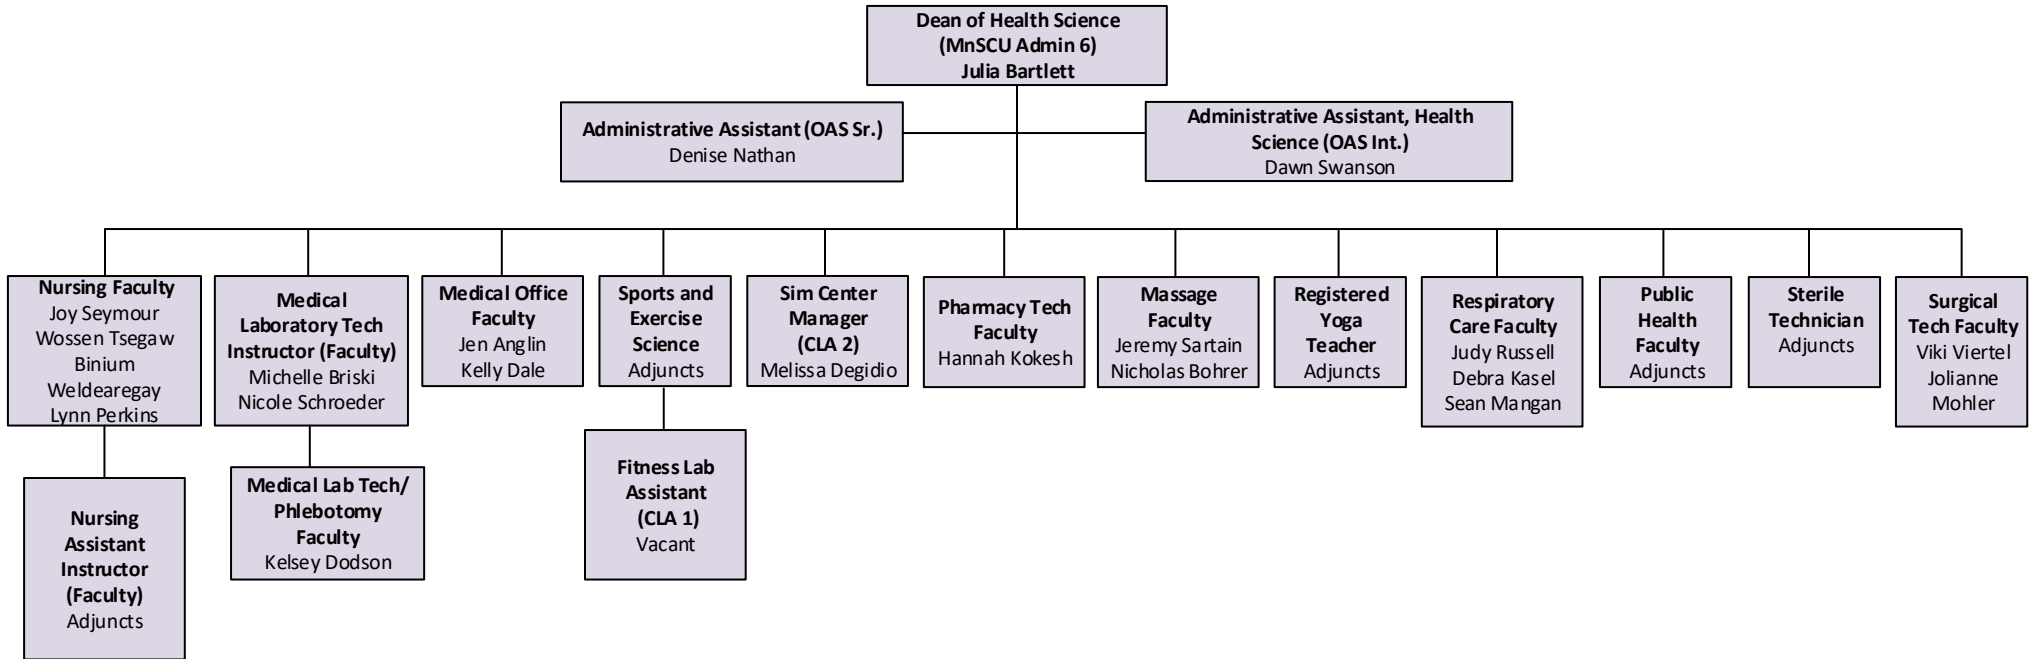 Dean of Health Science
(MnSCU Admin 6)
Julia Bartlett
Administrative Assistant (OAS Sr.)
Denise Nathan
Administrative Assistant, Health
Science (OAS Int.)
Dawn Swanson
Nursing Faculty
Joy Seymour
Wossen Tsegaw
Binium
Weldearegay
Lynn Perkins
Medical
Laboratory Tech
Instructor (Faculty)
Michelle Briski
Nicole Schroeder
Medical Office
Faculty
Jen Anglin
Kelly Dale
Sports and
Exercise
Science
Adjuncts
Sim Center
Manager
(CLA 2)
Melissa Degidio
Pharmacy Tech
Faculty
Hannah Kokesh
Massage
Faculty
Jeremy Sartain
Nicholas Bohrer
Registered
Yoga
Teacher
Adjuncts
Respiratory
Care Faculty
Judy Russell
Debra Kasel
Sean Mangan
Public
Health
Faculty
Adjuncts
Sterile
Technician
Adjuncts
Surgical
Tech Faculty
Viki Viertel
Jolianne
Mohler
Nursing
Assistant
Instructor
(Faculty)
Adjuncts
Medical Lab Tech/
Phlebotomy
Faculty
Kelsey Dodson
Fitness Lab
Assistant
(CLA 1)
Vacant